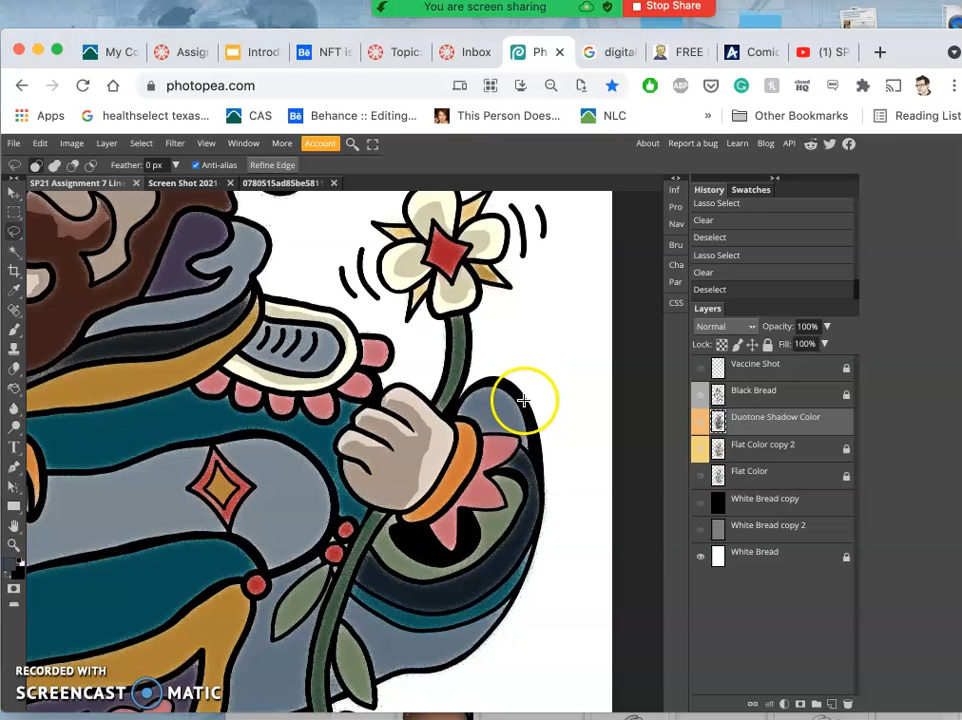 You are screen sharing Stop Share
My Cc Assig Introd NFT is Topic: Inbox Ph digital FREE Comic (1) SP
photopea.com
Apps healthselect texas... CAS Behance :: Editing... This Person Does... NLC » Other Bookmarks Reading List
File Edit Image Layer Select Filter View Window More Account About Report a bug Learn Blog API
Feather: 0 px Anti-alias Refine Edge
SP21 Assignment 7 Lin Screen Shot 2021- 0780515ad85be581
Inf
Pro
Nav
Bru
Cha
Par
CSS
History Swatches
Lasso Select
Clear
Deselect
Lasso Select
Clear
Deselect
Layers
Normal Opacity: 100%
Lock: Fill: 100%
Vaccine Shot
Black Bread
Duotone Shadow Color
Flat Color copy 2
Flat Color
White Bread copy
White Bread copy 2
White Bread
eff
RECORDED WITH
SCREENCAST MATIC